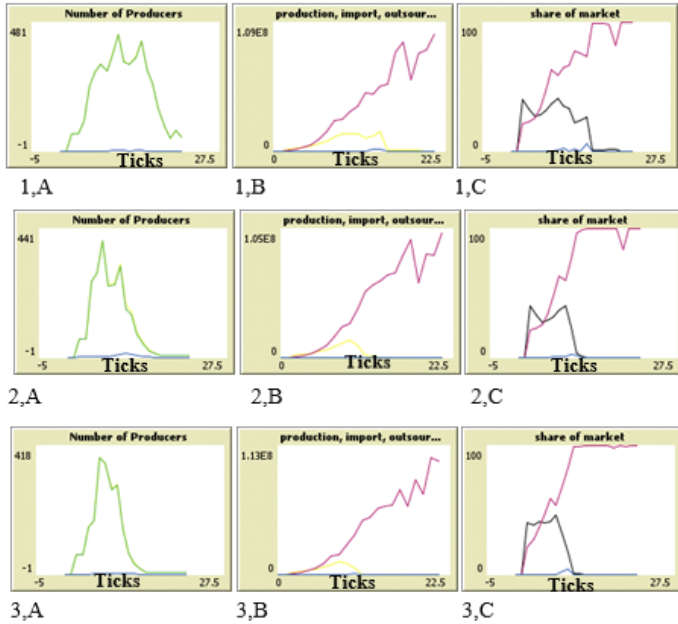 Number of Producers
481
-1
-5
Ticks
27.5
1,A
production, import, outsour...
1.09E8
0
0
Ticks
22.5
1,B
share of market
100
0
-5
Ticks
27.5
1,C
Number of Producers
441
-1
-5
Ticks
27.5
2,A
production, import, outsour...
1.05E8
0
0
Ticks
22.5
2,B
share of market
100
0
-5
Ticks
27.5
2,C
Number of Producers
418
-1
-5
Ticks
27.5
3,A
production, import, outsour...
1.13E8
0
0
Ticks
22.5
3,B
share of market
100
0
-5
Ticks
27.5
3,C